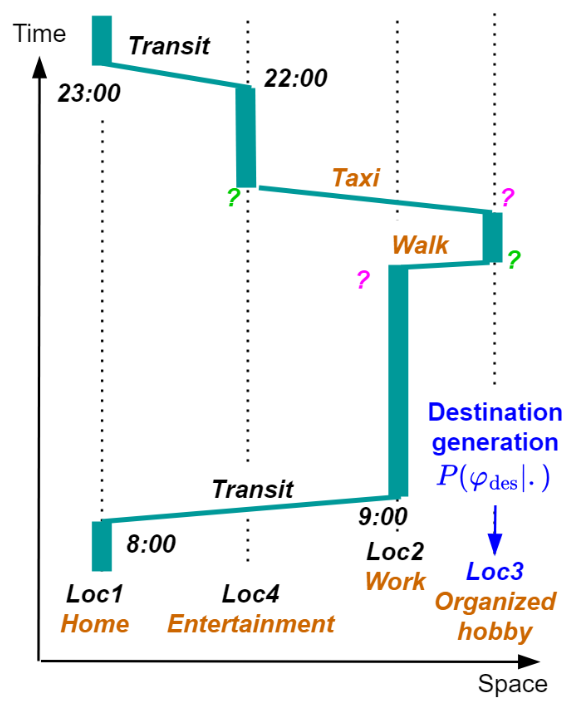 Time
Transit
23:00
22:00
?
Taxi
?
Walk
?
?
Destination
generation
P(φ_des|.)
Transit
8:00
9:00
Loc1
Home
Loc4
Entertainment
Loc2
Work
Loc3
Organized
hobby
Space